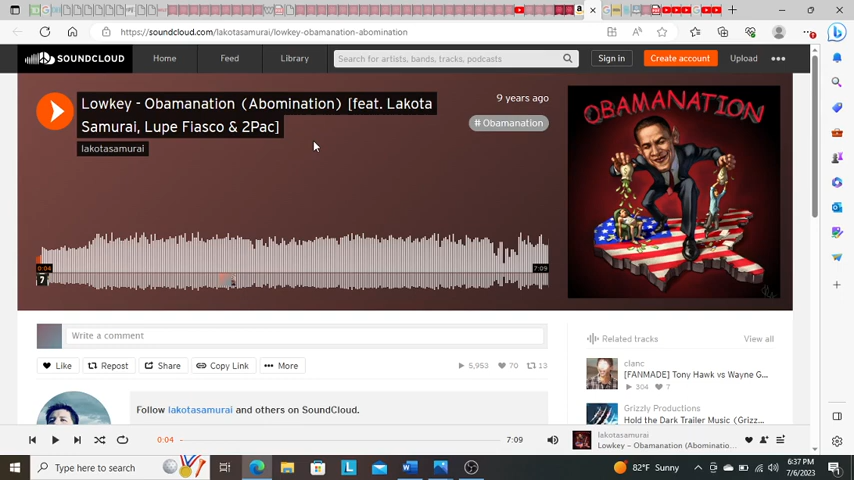 https://soundcloud.com/lakotasamurai/lowkey-obamanation-abomination
SOUNDCLOUD
Home
Feed
Library
Search for artists, bands, tracks, podcasts
Sign in
Create account
Upload
Lowkey - Obamanation (Abomination) [feat. Lakota
Samurai, Lupe Fiasco & 2Pac]
lakotasamurai
9 years ago
# Obamanation
OBAMANATION
0:04
7:09
7
Write a comment
Like
Repost
Share
Copy Link
More
5,953
70
13
Follow lakotasamurai and others on SoundCloud.
Related tracks
View all
clanc
[FANMADE] Tony Hawk vs Wayne G...
304
7
Grizzly Productions
Hold the Dark Trailer Music (Grizz...
0:04
7:09
lakotasamurai
Lowkey - Obamanation (Abominatio...
Type here to search
82°F Sunny
6:37 PM
7/6/2023